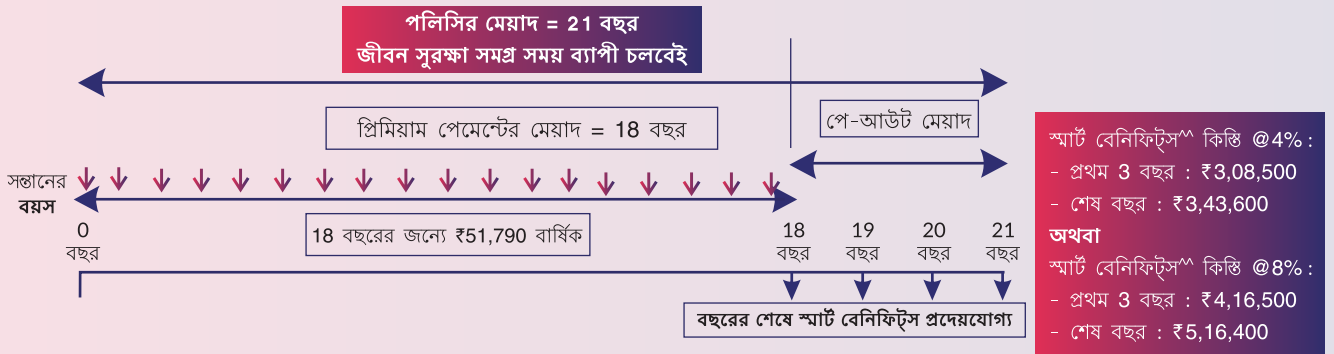 পলিসির মেয়াদ = 21 বছর
জীবন সুরক্ষা সমগ্র সময় ব্যাপী চলবেই
প্রিমিয়াম পেমেন্টের মেয়াদ = 18 বছর
পে-আউট মেয়াদ
সন্তানের
বয়স
18 বছরের জন্যে ₹51,790 বার্ষিক
0
বছর
18
বছর
19
বছর
20
বছর
21
বছর
বছরের শেষে স্মার্ট বেনিফিট্স প্রদেয়যোগ্য
স্মার্ট বেনিফিট্স^^ কিস্তি @4% :
- প্রথম 3 বছর : ₹3,08,500
- শেষ বছর : ₹3,43,600
অথবা
স্মার্ট বেনিফিট্স^^ কিস্তি @8% :
- প্রথম 3 বছর : ₹4,16,500
- শেষ বছর : ₹5,16,400